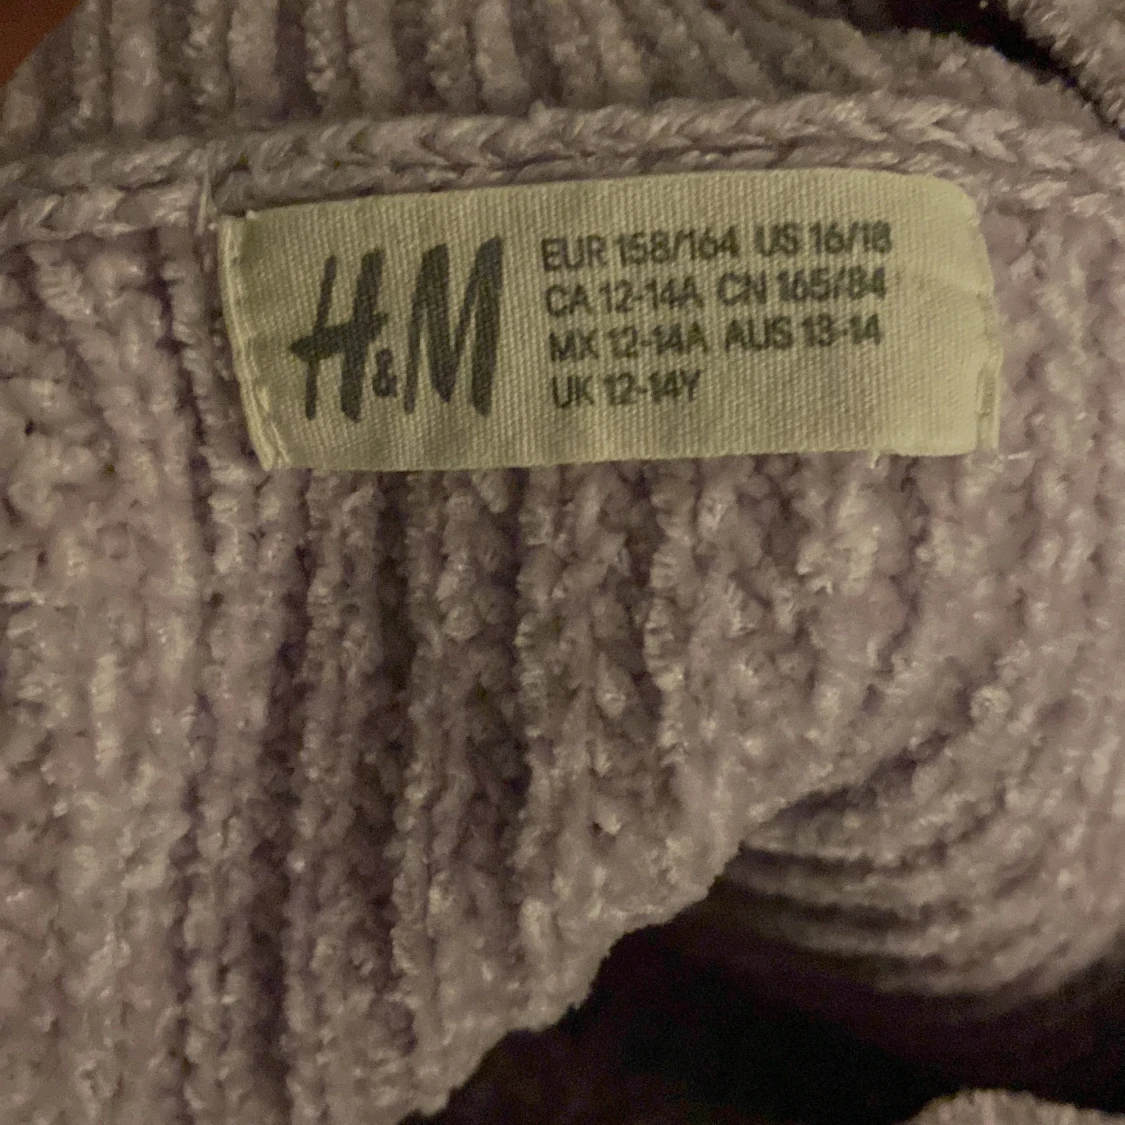 H&M
EUR 158/164 US 16/18
CA 12-14A CN 165/84
MX 12-14A AUS 13-14
UK 12-14Y